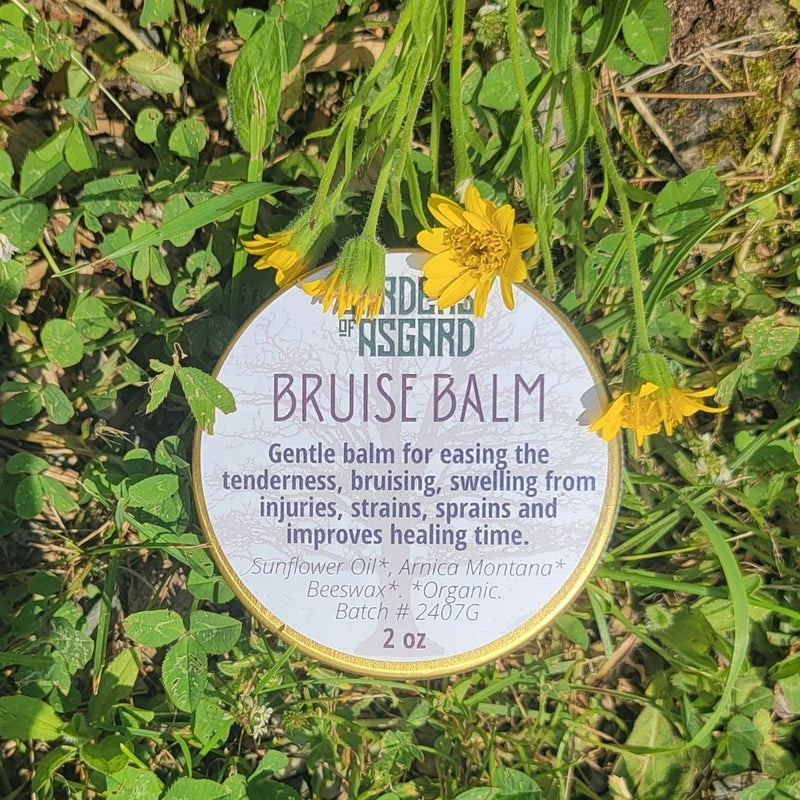 OF ASGARD
BRUISE BALM
Gentle balm for easing the
tenderness, bruising, swelling from
injuries, strains, sprains and
improves healing time.
Sunflower Oil*, Arnica Montana*
Beeswax*. *Organic.
Batch # 2407G
2 oz